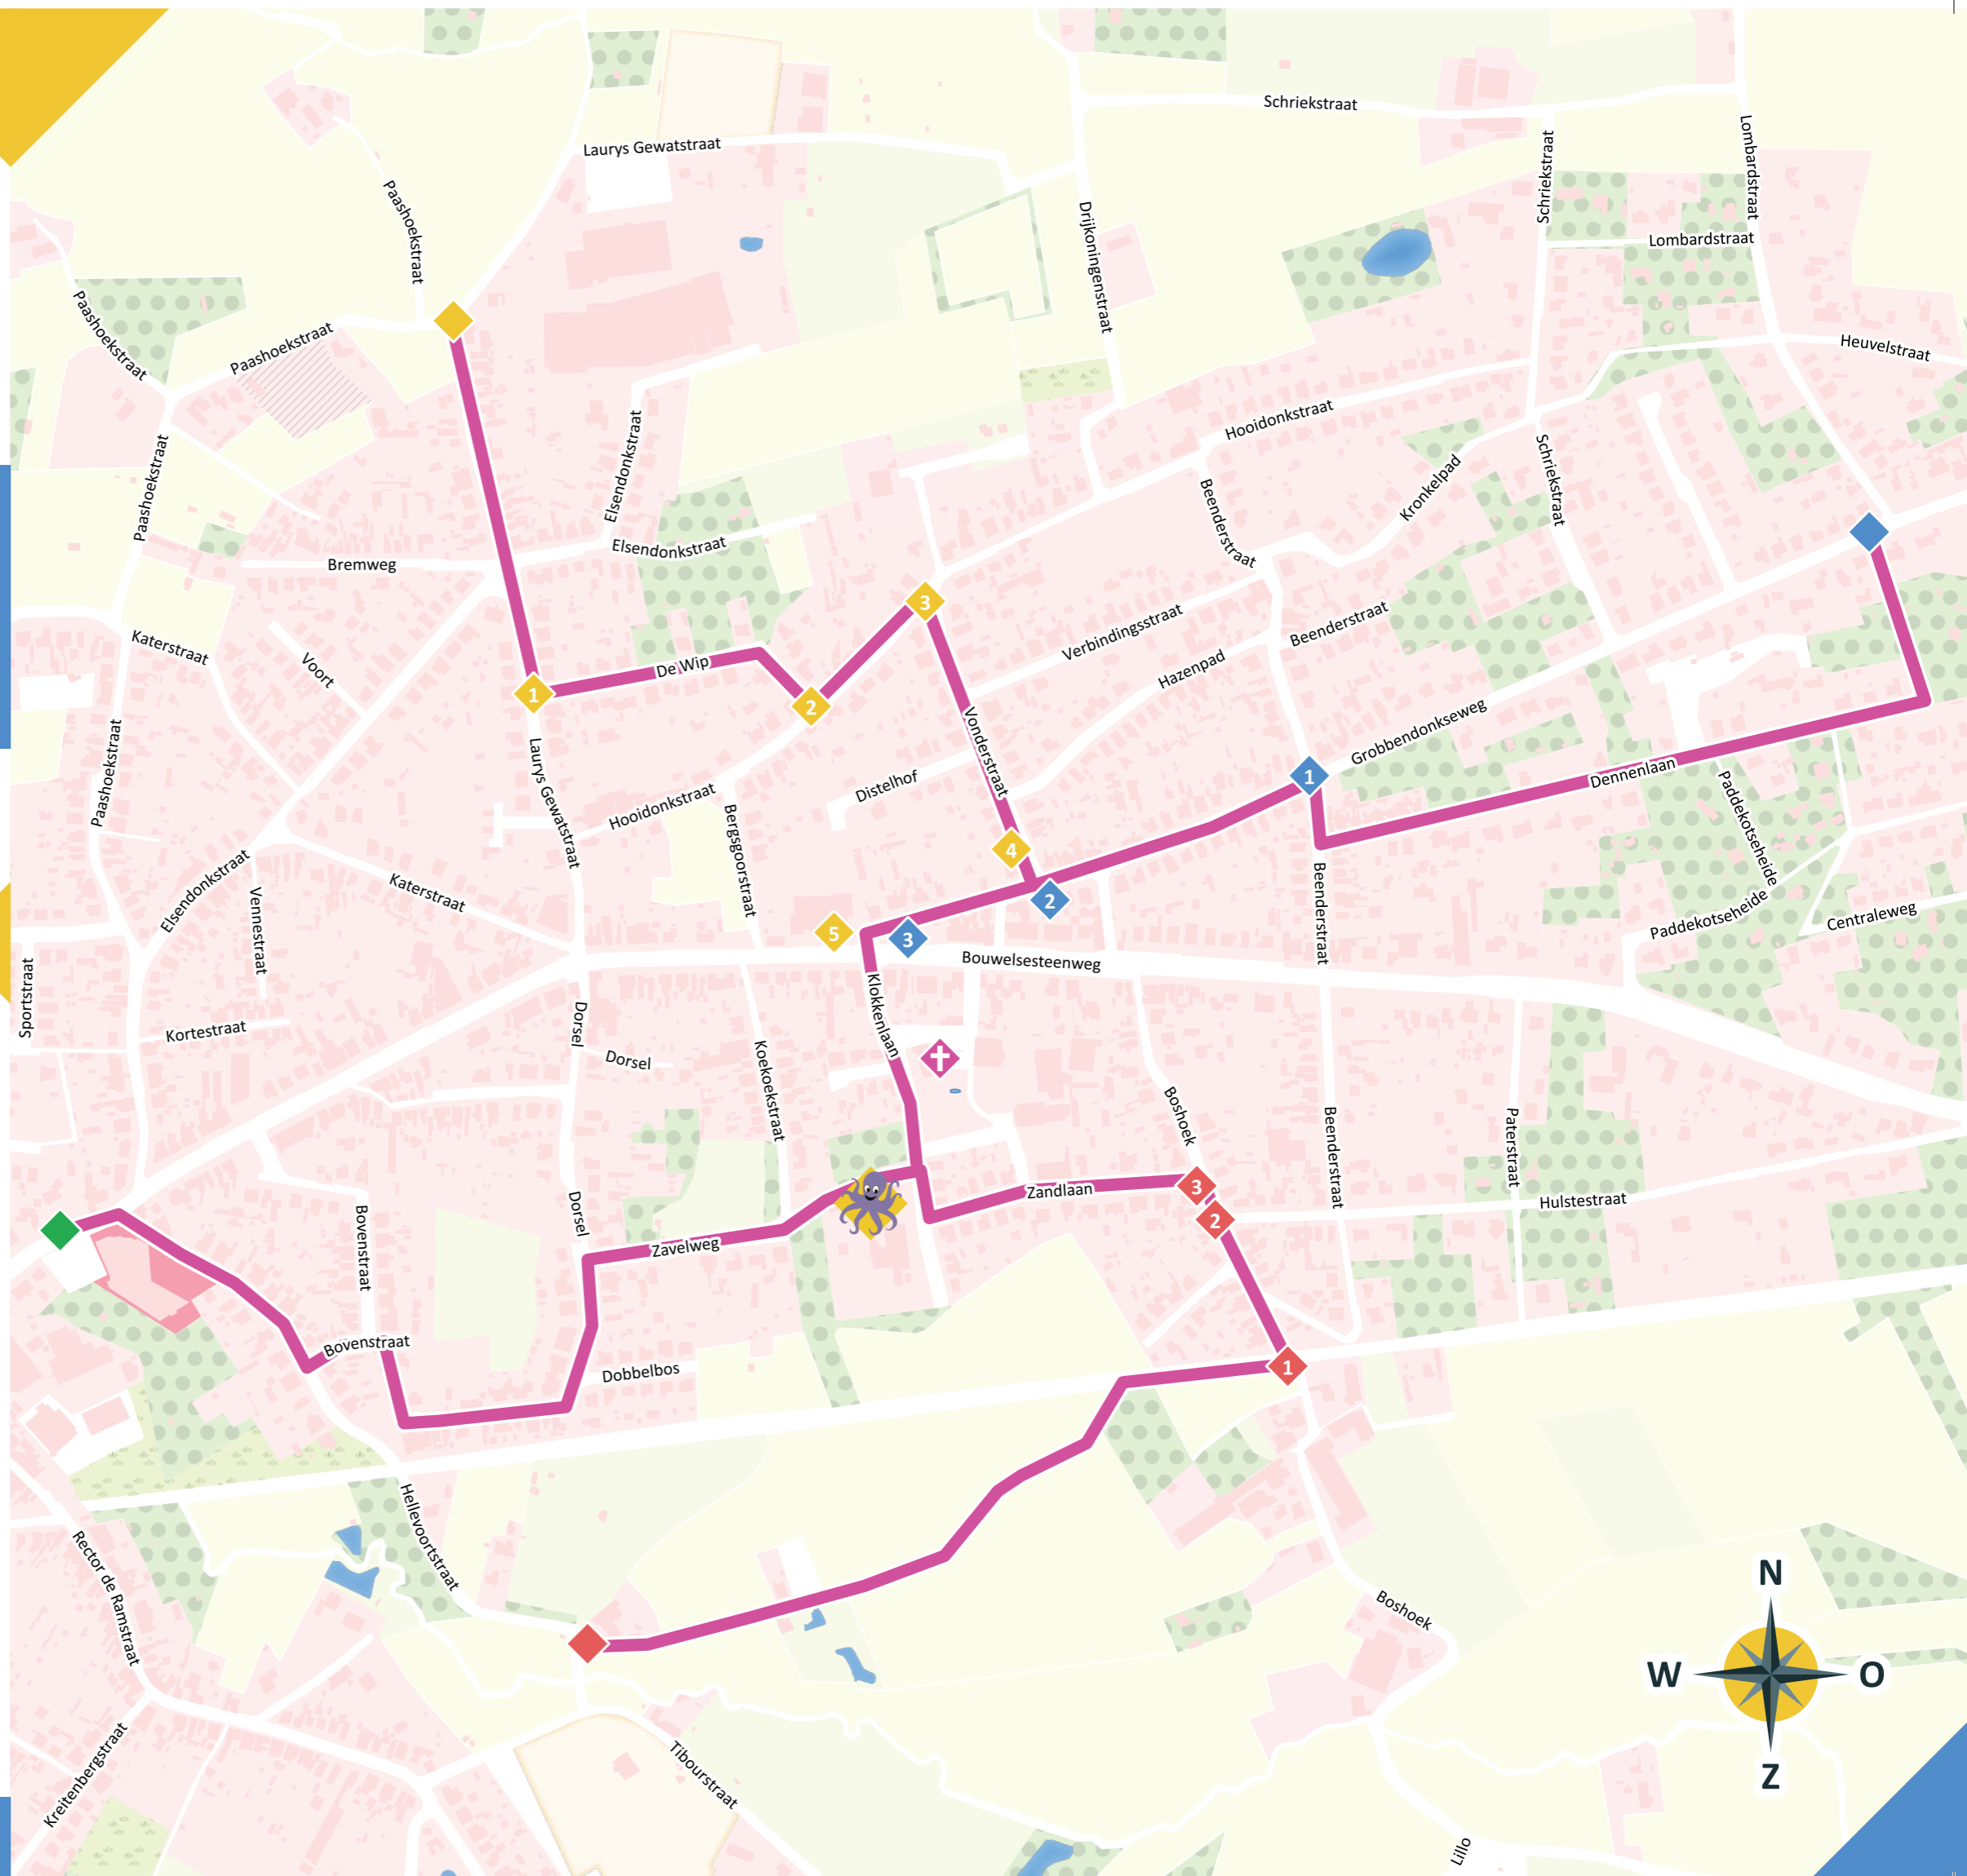 Schriekstraat
Laurys Gewatstraat
Lombardstraat
Schriekstraat
Paashoekstraat
Drijkoningenstraat
Lombardstraat
Paashoekstraat
Paashoekstraat
Heuvelstraat
Hooidonkstraat
Elsendonkstraat
Paashoekstraat
Schriekstraat
Kronkelpad
Beenderstraat
Elsendonkstraat
Bremweg
3
Verbindingsstraat
Beenderstraat
Katerstraat
Voort
De Wip
Hazenpad
1
2
Vonderstraat
Grobbendonkseweg
Paashoekstraat
Laurys Gewatstraat
Distelhof
1
Dennenlaan
Hooidonkstraat
Bergsgoorstraat
Paddekotseheide
4
Elsendonkstraat
Katerstraat
Vennestraat
2
Beenderstraat
Paddekotseheide
Centraleweg
5
3
Bouwelsesteenweg
Sportstraat
Klokkenlaan
Kortestraat
Dorsel
Dorsel
Koekoekstraat
Boshoek
Beenderstraat
Paterstraat
3
Zandlaan
Hulstestraat
2
Dorsel
Bovenstraat
Zavelweg
Bovenstraat
Dobbelbos
1
Hellevoortstraat
Rector de Ramstraat
Boshoek
N
W
O
Z
Kreitenbergstraat
Tibourstraat
Lillo